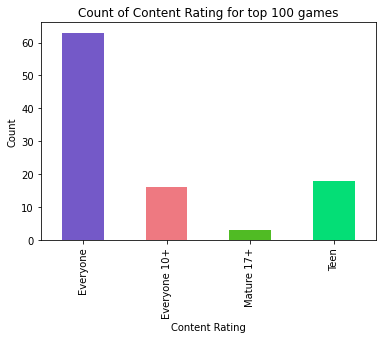 Count of Content Rating for top 100 games
60
50
40
30
20
10
0
Count
Everyone
Everyone 10+
Mature 17+
Teen
Content Rating